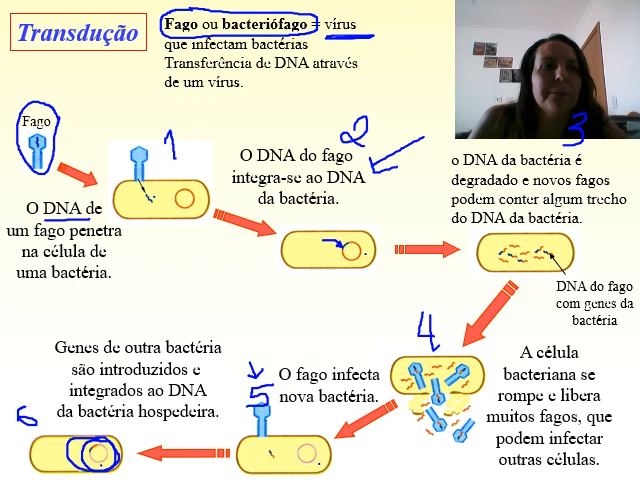 Transdução
Fago ou bacteriófago = vírus
que infectam bactérias
Transferência de DNA através
de um vírus.
Fago
1
2
3
O DNA de
um fago penetra
na célula de
uma bactéria.
O DNA do fago
integra-se ao DNA
da bactéria.
o DNA da bactéria é
degradado e novos fagos
podem conter algum trecho
do DNA da bactéria.
DNA do fago
com genes da
bactéria
4
A célula
bacteriana se
rompe e libera
muitos fagos, que
podem infectar
outras células.
5
O fago infecta
nova bactéria.
6
Genes de outra bactéria
são introduzidos e
integrados ao DNA
da bactéria hospedeira.